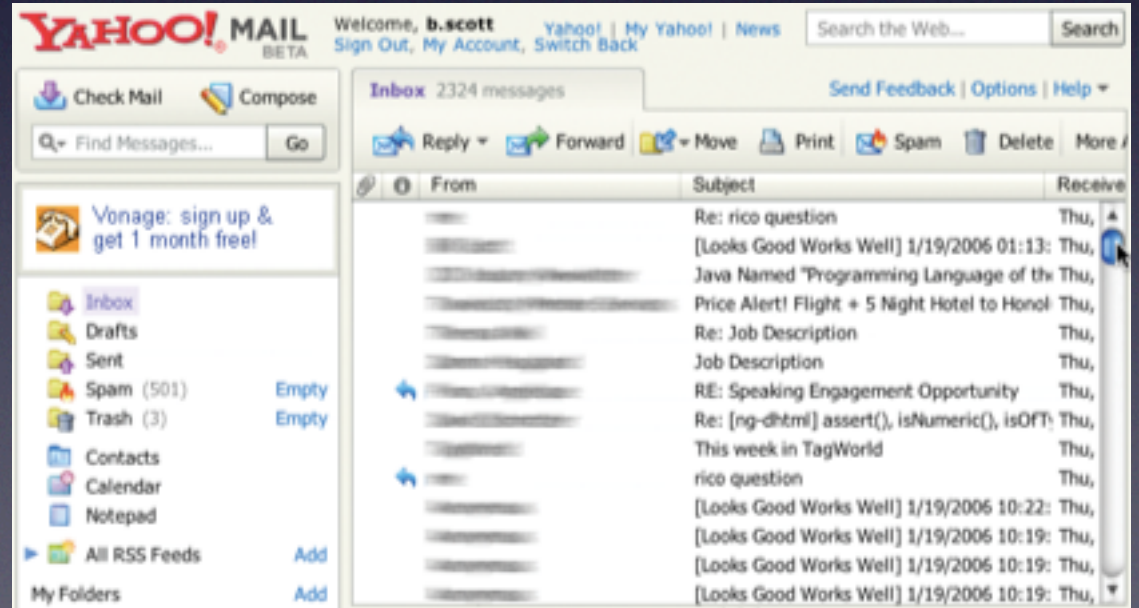 YAHOO! MAIL
BETA
Welcome, b.scott
Sign Out, My Account, Switch Back
Yahoo! | My Yahoo! | News
Search the Web...
Search
Check Mail
Compose
Find Messages...
Go
Vonage: sign up &
get 1 month free!
Inbox
Drafts
Sent
Spam (501) Empty
Trash (3) Empty
Contacts
Calendar
Notepad
All RSS Feeds Add
My Folders Add
Inbox 2324 messages
Send Feedback | Options | Help
Reply Forward Move Print Spam Delete More
From Subject Receive
Re: rico question Thu,
[Looks Good Works Well] 1/19/2006 01:13: Thu,
Java Named "Programming Language of the Thu,
Price Alert! Flight + 5 Night Hotel to Honol Thu,
Re: Job Description Thu,
Job Description Thu,
RE: Speaking Engagement Opportunity Thu,
Re: [ng-dhtml] assert(), isNumeric(), isOfTy Thu,
This week in TagWorld Thu,
rico question Thu,
[Looks Good Works Well] 1/19/2006 10:22: Thu,
[Looks Good Works Well] 1/19/2006 10:19: Thu,
[Looks Good Works Well] 1/19/2006 10:19: Thu,
[Looks Good Works Well] 1/19/2006 10:19: Thu,